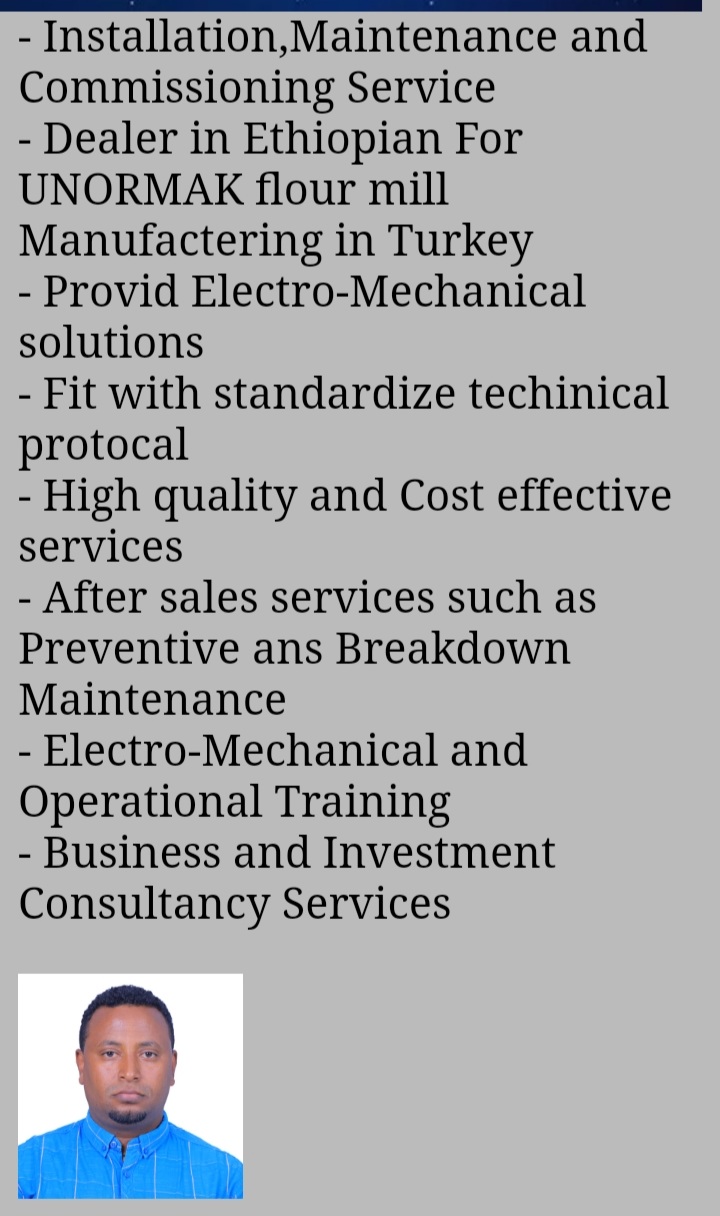 - Installation,Maintenance and
Commissioning Service
- Dealer in Ethiopian For
UNORMAK flour mill
Manufactering in Turkey
- Provid Electro-Mechanical
solutions
- Fit with standardize techinical
protocal
- High quality and Cost effective
services
- After sales services such as
Preventive ans Breakdown
Maintenance
- Electro-Mechanical and
Operational Training
- Business and Investment
Consultancy Services